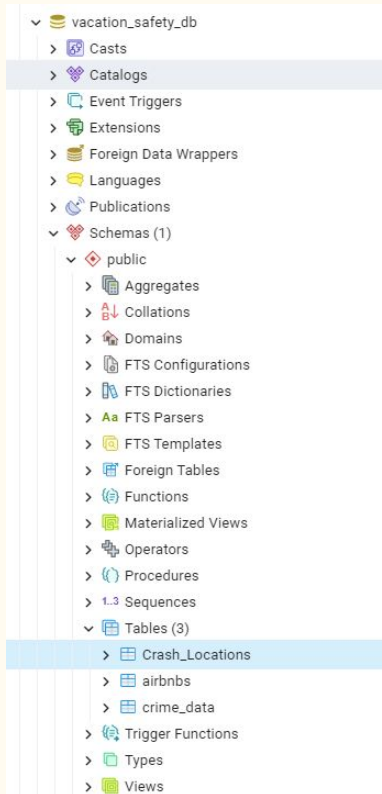 vacation_safety_db
Casts
Catalogs
Event Triggers
Extensions
Foreign Data Wrappers
Languages
Publications
Schemas (1)
public
Aggregates
Collations
Domains
FTS Configurations
FTS Dictionaries
Aa FTS Parsers
FTS Templates
Foreign Tables
Functions
Materialized Views
Operators
Procedures
1..3 Sequences
Tables (3)
Crash_Locations
airbnbs
crime_data
Trigger Functions
Types
Views